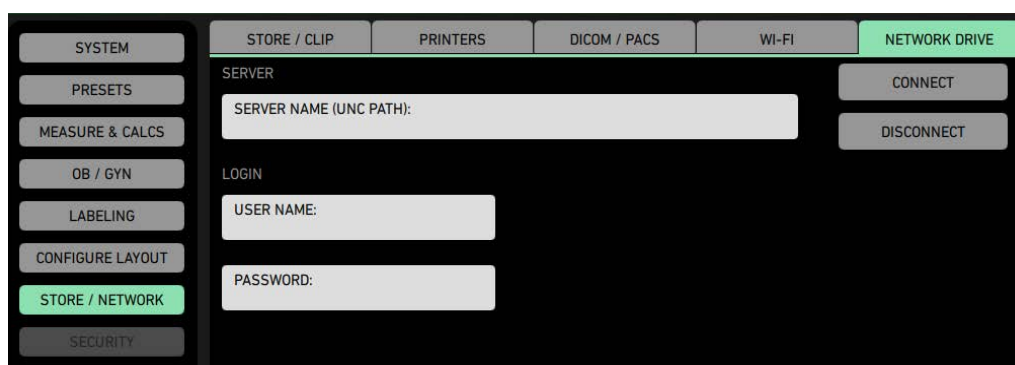 SYSTEM
PRESETS
MEASURE & CALCS
OB / GYN
LABELING
CONFIGURE LAYOUT
STORE / NETWORK
SECURITY
STORE / CLIP
PRINTERS
DICOM / PACS
WI-FI
NETWORK DRIVE
SERVER
SERVER NAME (UNC PATH):
CONNECT
DISCONNECT
LOGIN
USER NAME:
PASSWORD: